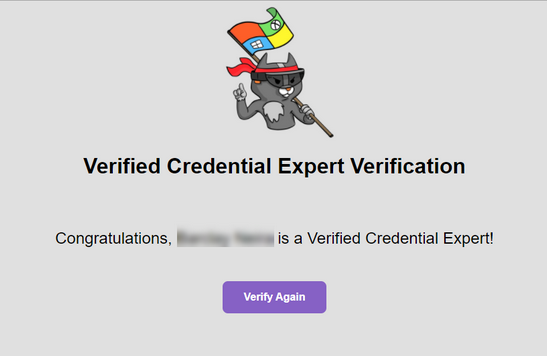 Verified Credential Expert Verification
Congratulations, is a Verified Credential Expert!
Verify Again